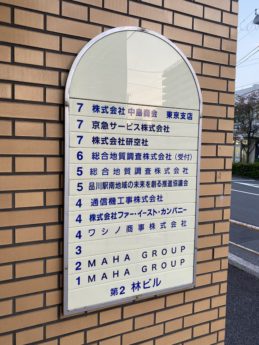 7 株式会社 中島商会 東京支店
7 京急サービス株式会社
7 株式会社研空社
6 総合地質調査株式会社(受付)
5 総合地質調査株式会社
5 品川駅南地域の未来を創る推進協議会
4 通信機工事株式会社
4 株式会社ファー・イースト・カンパニー
4 ワシノ商事株式会社
3
2 MAHA GROUP
1 MAHA GROUP
第2 林ビル